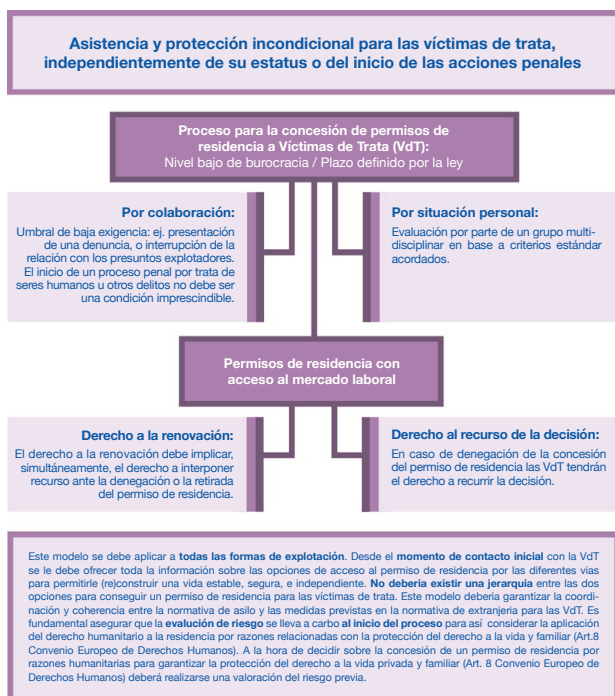 Asistencia y protección incondicional para las víctimas de trata,
independientemente de su estatus o del inicio de las acciones penales
Proceso para la concesión de permisos de
residencia a Víctimas de Trata (VdT):
Nivel bajo de burocracia / Plazo definido por la ley
Por colaboración:
Umbral de baja exigencia: ej. presentación
de una denuncia, o interrupción de la
relación con los presuntos explotadores.
El inicio de un proceso penal por trata de
seres humanos u otros delitos no debe ser
una condición imprescindible.
Por situación personal:
Evaluación por parte de un grupo multi-
disciplinar en base a criterios estándar
acordados.
Permisos de residencia con
acceso al mercado laboral
Derecho a la renovación:
El derecho a la renovación debe implicar,
simultáneamente, el derecho a interponer
recurso ante la denegación o la retirada
del permiso de residencia.
Derecho al recurso de la decisión:
En caso de denegación de la concesión
del permiso de residencia las VdT tendrán
el derecho a recurrir la decisión.
Este modelo se debe aplicar a todas las formas de explotación. Desde el momento de contacto inicial con la VdT
se le debe ofrecer toda la información sobre las opciones de acceso al permiso de residencia por las diferentes vias
para permitirle (re)construir una vida estable, segura, e independiente. No deberia existir una jerarquia entre las dos
opciones para conseguir un permiso de residencia para las víctimas de trata. Este modelo deberia garantizar la coordi-
nación y coherencia entre la normativa de asilo y las medidas previstas en la normativa de extranjeria para las VdT. Es
fundamental asegurar que la evalución de riesgo se lleva a carbo al inicio del proceso para así considerar la aplicación
del derecho humanitario a la residencia por razones relacionadas con la protección del derecho a la vida y familiar (Art.8
Convenio Europeo de Derechos Humanos). A la hora de decidir sobre la concesión de un permiso de residencia por
razones humanitarias para garantizar la protección del derecho a la vida privada y familiar (Art. 8 Convenio Europeo de
Derechos Humanos) deberá realizarse una valoración del riesgo previa.